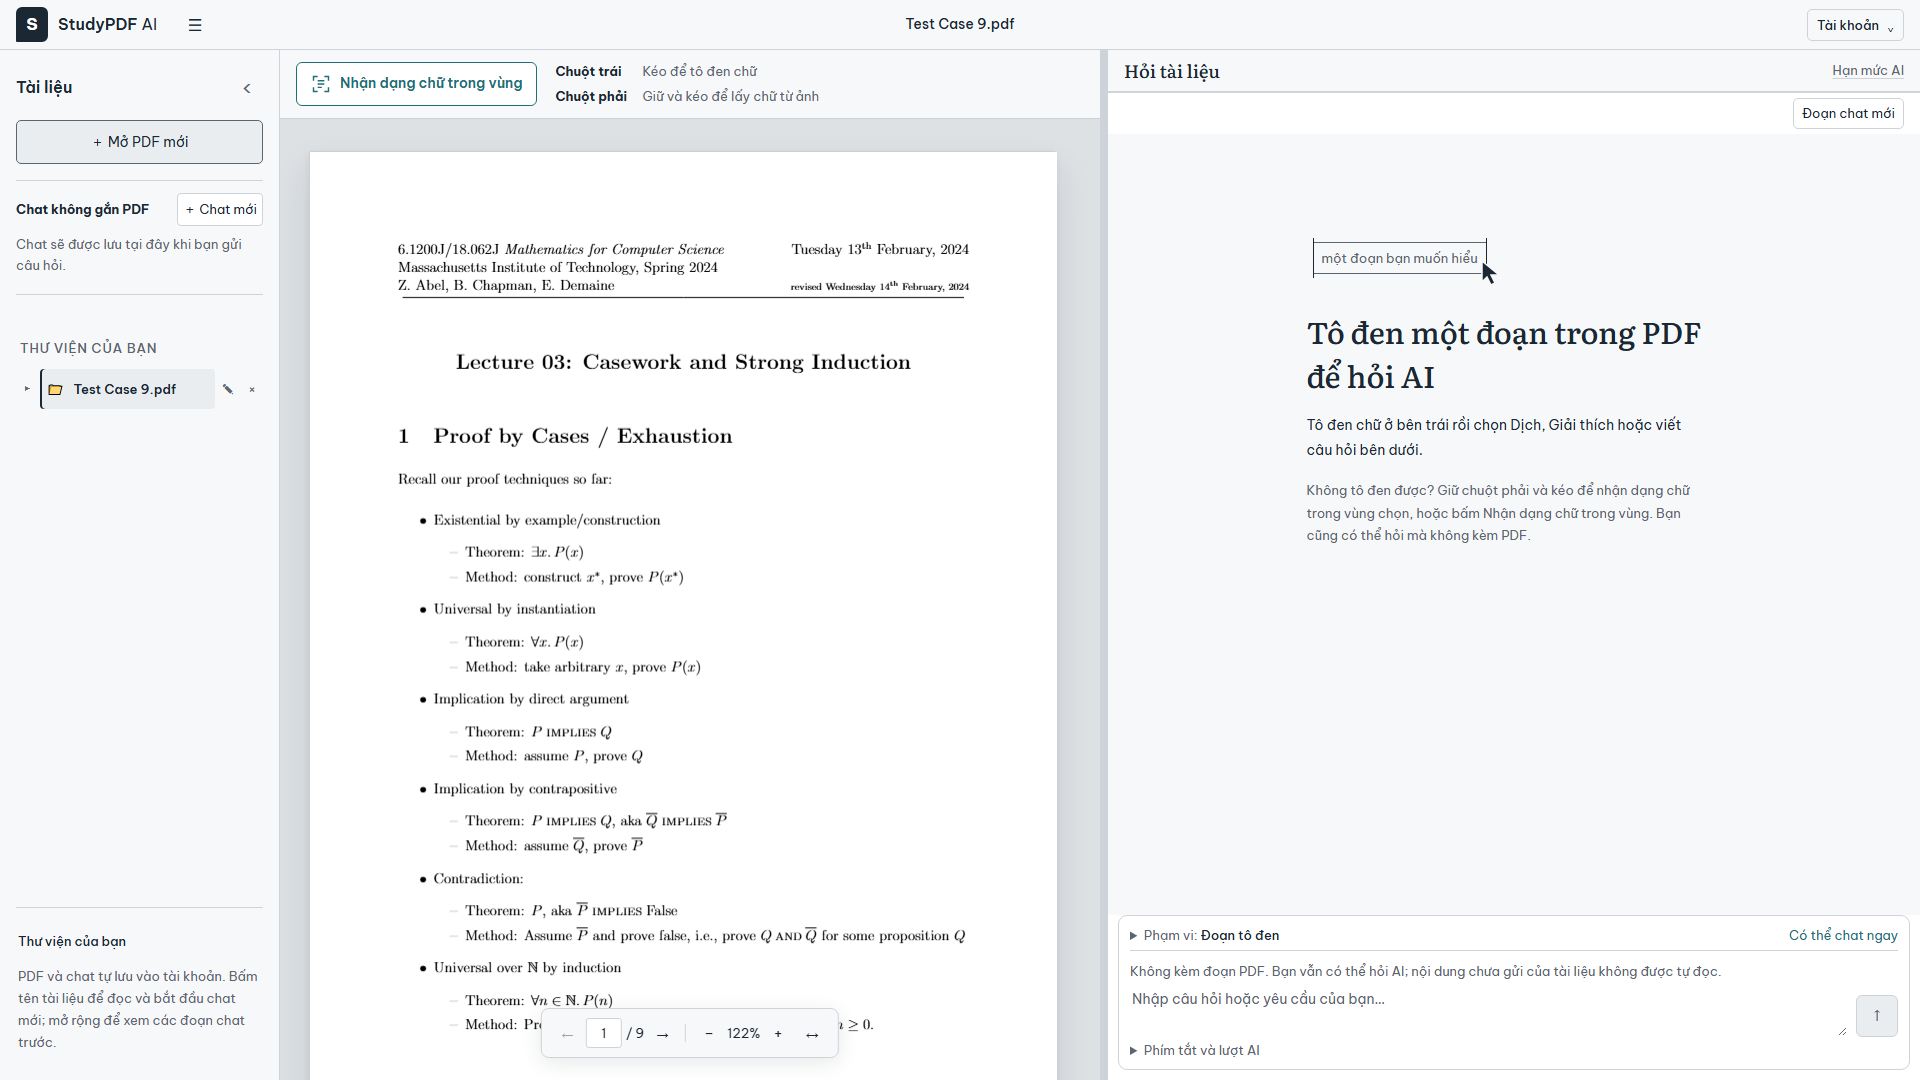 S StudyPDF AI ☰
Test Case 9.pdf
Tài khoản
Tài liệu
+ Mở PDF mới
Chat không gắn PDF
+ Chat mới
Chat sẽ được lưu tại đây khi bạn gửi
câu hỏi.
THƯ VIỆN CỦA BẠN
Test Case 9.pdf
Thư viện của bạn
PDF và chat tự lưu vào tài khoản. Bấm
tên tài liệu để đọc và bắt đầu chat
mới; mở rộng để xem các đoạn chat
trước.
Nhận dạng chữ trong vùng
Chuột trái Kéo để tô đen chữ
Chuột phải Giữ và kéo để lấy chữ từ ảnh
6.1200J/18.062J Mathematics for Computer Science Tuesday 13th February, 2024
Massachusetts Institute of Technology, Spring 2024
Z. Abel, B. Chapman, E. Demaine revised Wednesday 14th February, 2024
Lecture 03: Casework and Strong Induction
1 Proof by Cases / Exhaustion
Recall our proof techniques so far:
• Existential by example/construction
– Theorem: ∃x. P(x)
– Method: construct x*, prove P(x*)
• Universal by instantiation
– Theorem: ∀x. P(x)
– Method: take arbitrary x, prove P(x)
• Implication by direct argument
– Theorem: P IMPLIES Q
– Method: assume P, prove Q
• Implication by contrapositive
– Theorem: P IMPLIES Q, aka Q̅ IMPLIES P̅
– Method: assume Q̅, prove P̅
• Contradiction:
– Theorem: P, aka P̅ IMPLIES False
– Method: Assume P̅ and prove false, i.e., prove Q AND Q̅ for some proposition Q
• Universal over ℕ by induction
– Theorem: ∀n ∈ ℕ. P(n)
– Method: n ≥ 0.
← 1 / 9 → − 122% + ↔
Hỏi tài liệu
Hạn mức AI
Đoạn chat mới
một đoạn bạn muốn hiểu
Tô đen một đoạn trong PDF
để hỏi AI
Tô đen chữ ở bên trái rồi chọn Dịch, Giải thích hoặc viết
câu hỏi bên dưới.
Không tô đen được? Giữ chuột phải và kéo để nhận dạng chữ
trong vùng chọn, hoặc bấm Nhận dạng chữ trong vùng. Bạn
cũng có thể hỏi mà không kèm PDF.
Phạm vi: Đoạn tô đen
Có thể chat ngay
Không kèm đoạn PDF. Bạn vẫn có thể hỏi AI; nội dung chưa gửi của tài liệu không được tự đọc.
Nhập câu hỏi hoặc yêu cầu của bạn...
↑
Phím tắt và lượt AI